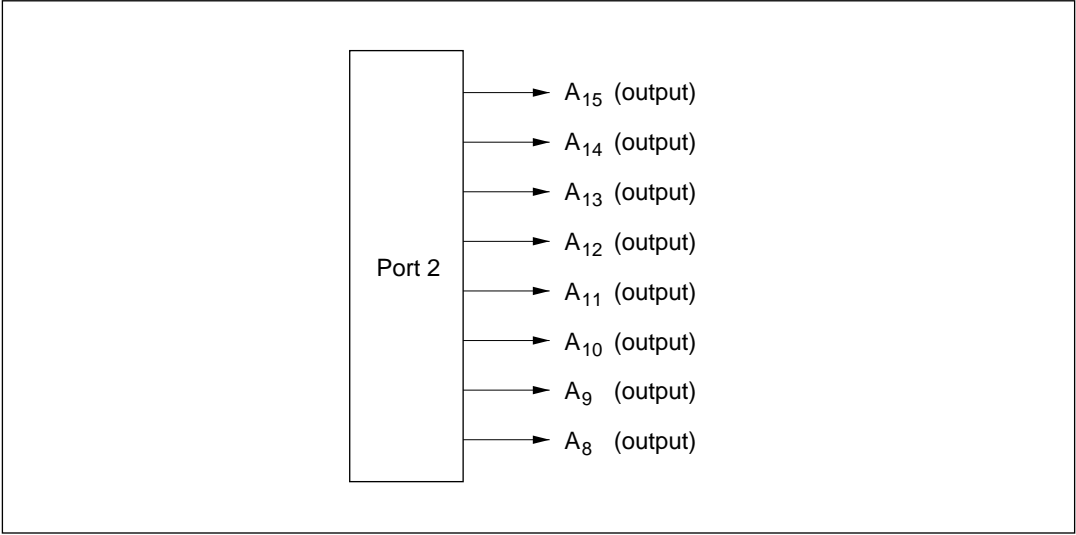 A15 (output)
A14 (output)
A13 (output)
A12 (output)
Port 2
A11 (output)
A10 (output)
A9 (output)
A8 (output)